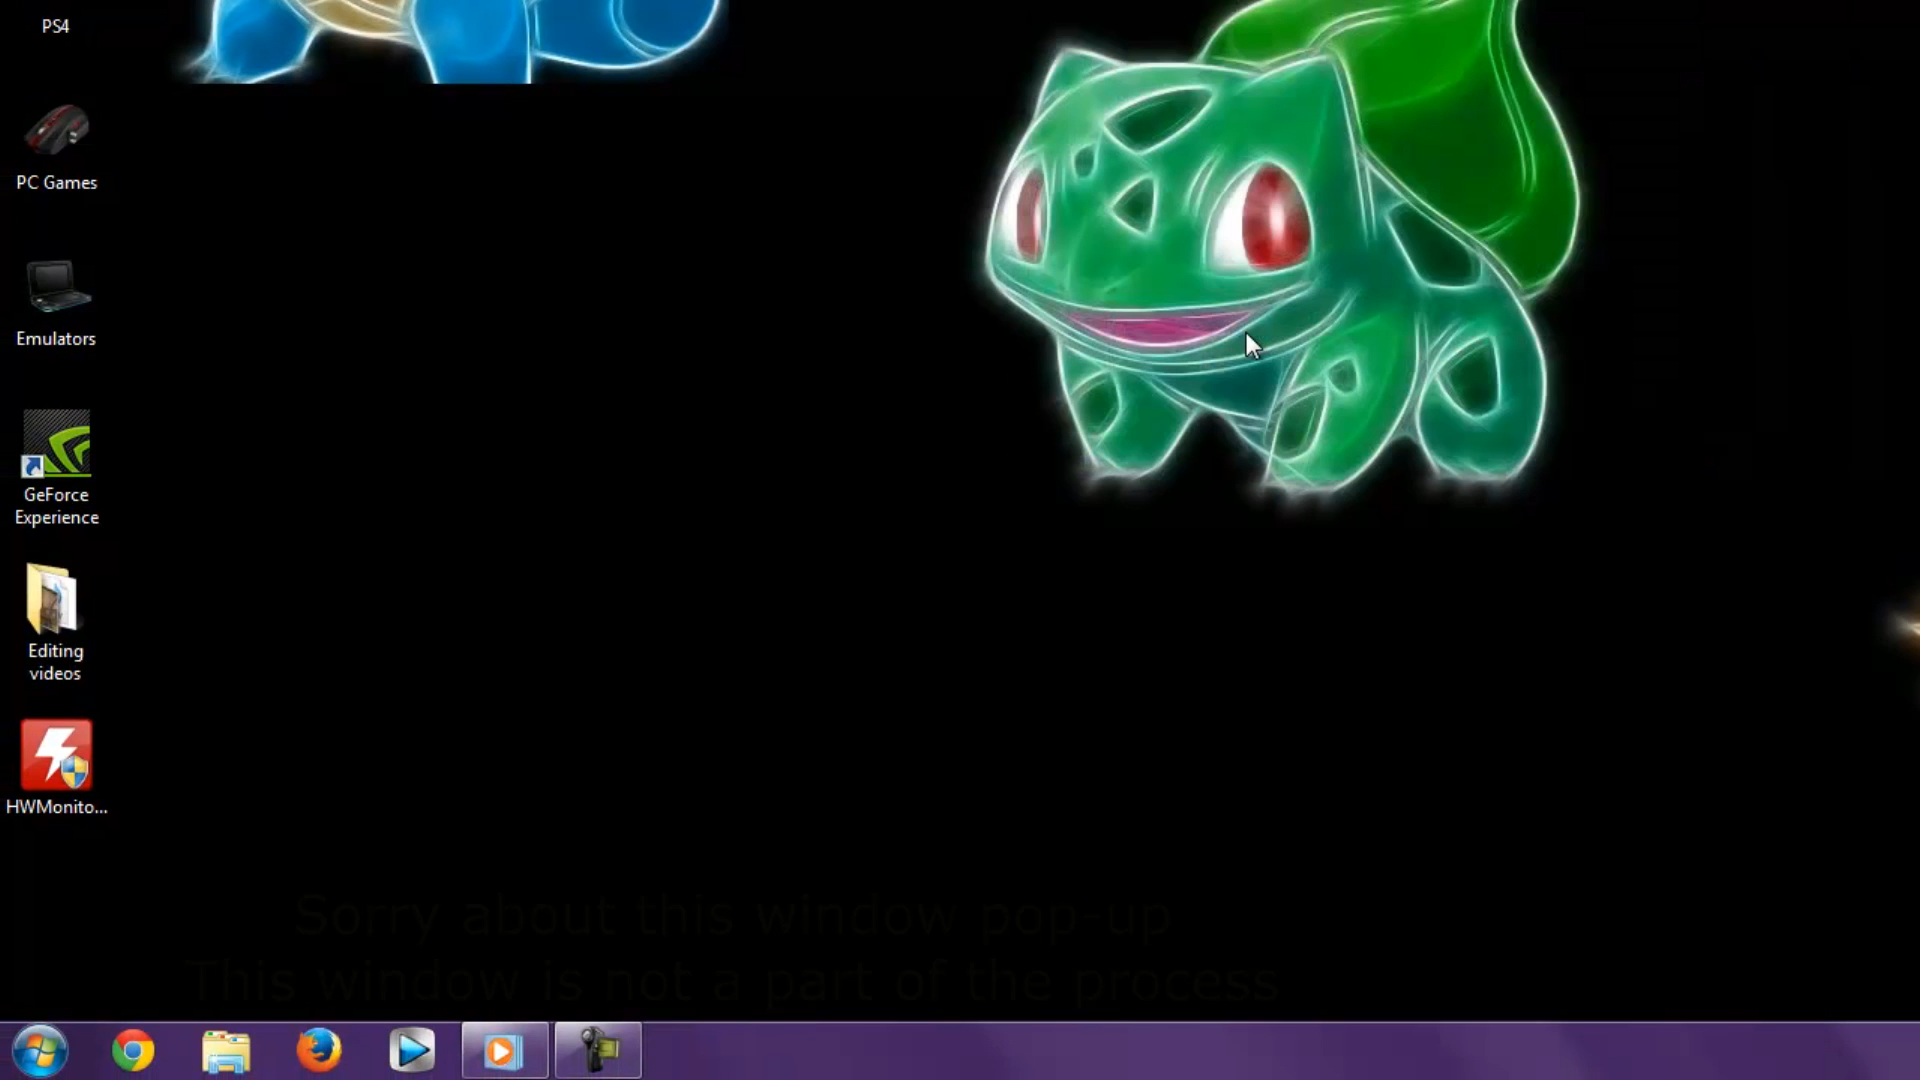 PS4
PC Games
Emulators
GeForce
Experience
Editing
videos
HWMonito...
Sorry about this window pop-up
This window is not a part of the process